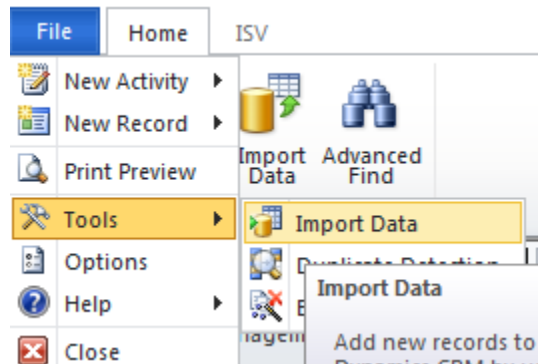 File Home ISV
New Activity
New Record
Print Preview
Tools
Options
Help
Close
Import Data
Advanced Find
Import Data
Import Data
Add new records to